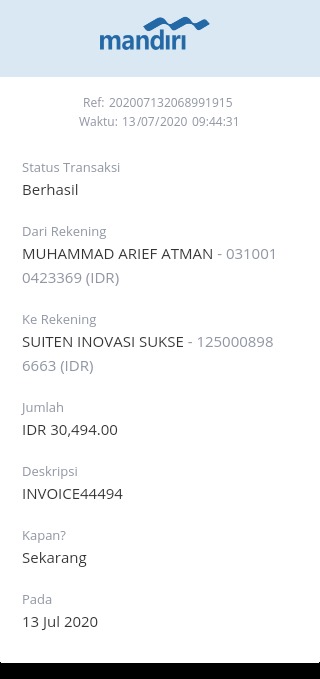 mandiri
Ref: 202007132068991915
Waktu: 13/07/2020 09:44:31
Status Transaksi
Berhasil
Dari Rekening
MUHAMMAD ARIEF ATMAN - 031001
0423369 (IDR)
Ke Rekening
SUITEN INOVASI SUKSE - 125000898
6663 (IDR)
Jumlah
IDR 30,494.00
Deskripsi
INVOICE44494
Kapan?
Sekarang
Pada
13 Jul 2020